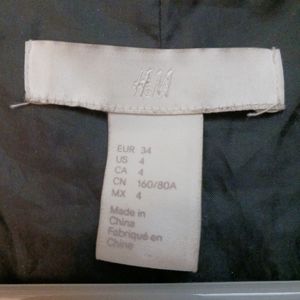 H&M
EUR 34
US 4
CA 4
CN 160/80A
MX 4
Made in
China
Fabriqué en
Chine